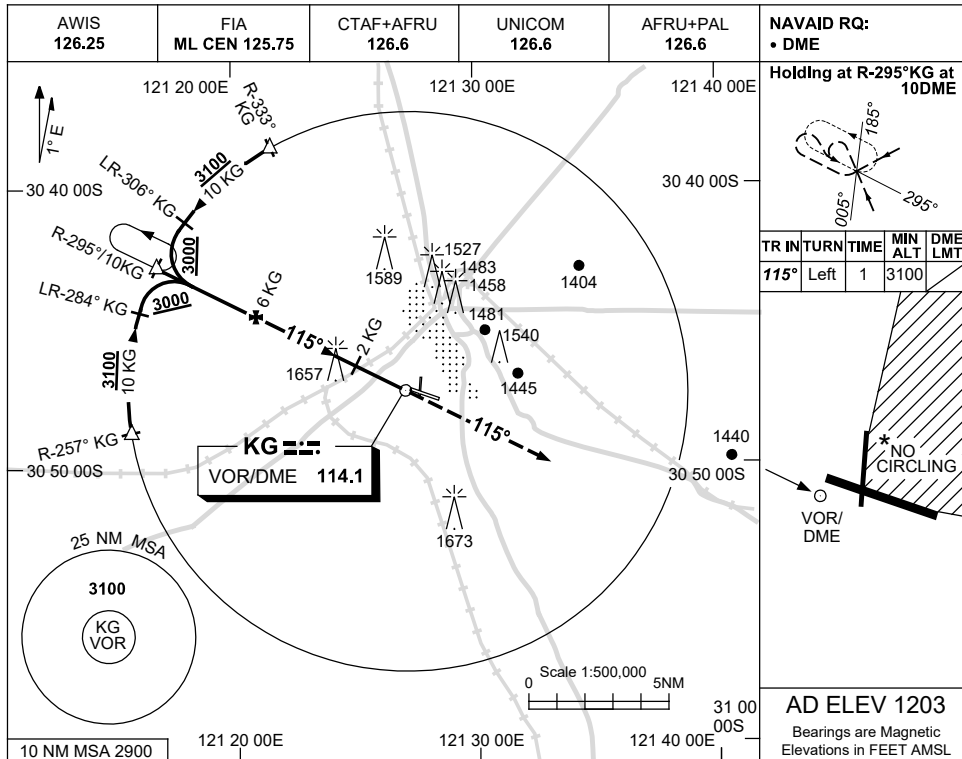 AWIS
126.25
FIA
ML CEN 125.75
CTAF+AFRU
126.6
UNICOM
126.6
AFRU+PAL
126.6
NAVAID RQ:
• DME
121 20 00E
121 30 00E
121 40 00E
1° E
R-333°
KG
3100
10 KG
LR-306° KG
30 40 00S
30 40 00S
R-295°/10KG
3000
3000
LR-284° KG
6 KG
3100
10 KG
115°
2 KG
1589
1527
1483
1458
1404
1481
1540
1657
1445
R-257° KG
KG
VOR/DME 114.1
115°
1440
30 50 00S
30 50 00S
1673
25 NM MSA
3100
KG
VOR
Scale 1:500,000
0
5NM
31 00
00S
10 NM MSA 2900
121 20 00E
121 30 00E
121 40 00E
Holding at R-295°KG at
10DME
185°
005°
295°
TR IN TURN TIME MIN ALT DME LMT
115° Left 1 3100
*NO
CIRCLING
VOR/
DME
AD ELEV 1203
Bearings are Magnetic
Elevations in FEET AMSL